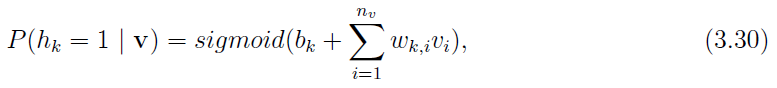 P(h_k = 1 | v) = sigmoid(b_k + \sum_{i=1}^{n_v} w_{k,i} v_i), (3.30)